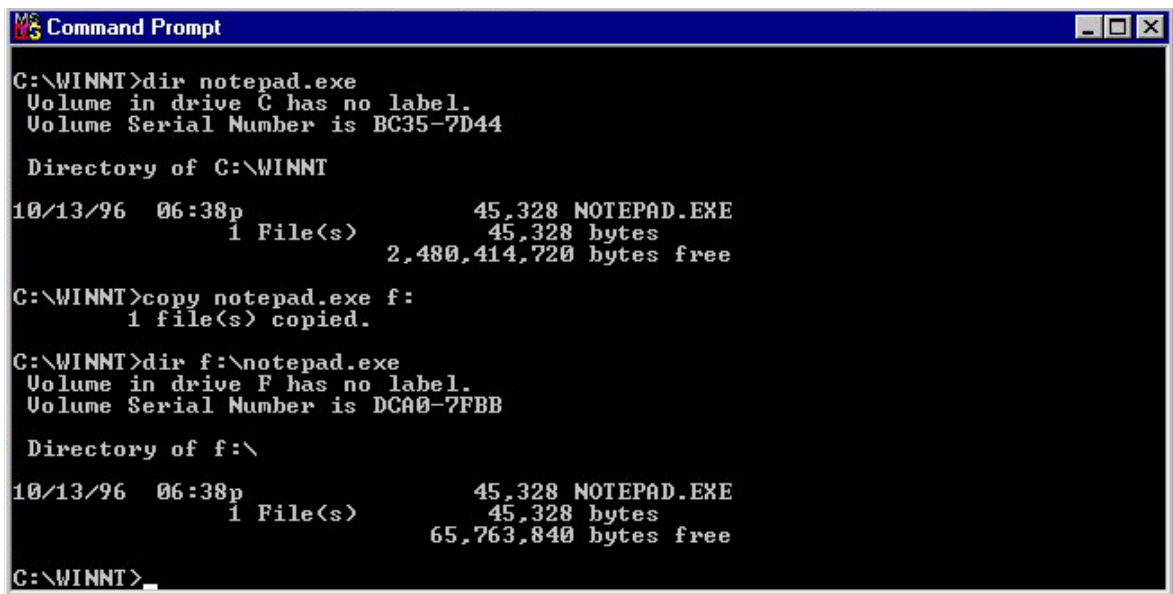 Command Prompt
C:\WINNT>dir notepad.exe
 Volume in drive C has no label.
 Volume Serial Number is BC35-7D44
 Directory of C:\WINNT
10/13/96  06:38p                45,328 NOTEPAD.EXE
               1 File(s)         45,328 bytes
                          2,480,414,720 bytes free
C:\WINNT>copy notepad.exe f:
        1 file(s) copied.
C:\WINNT>dir f:\notepad.exe
 Volume in drive F has no label.
 Volume Serial Number is DCA0-7FBB
 Directory of f:\
10/13/96  06:38p                45,328 NOTEPAD.EXE
               1 File(s)         45,328 bytes
                             65,763,840 bytes free
C:\WINNT>_